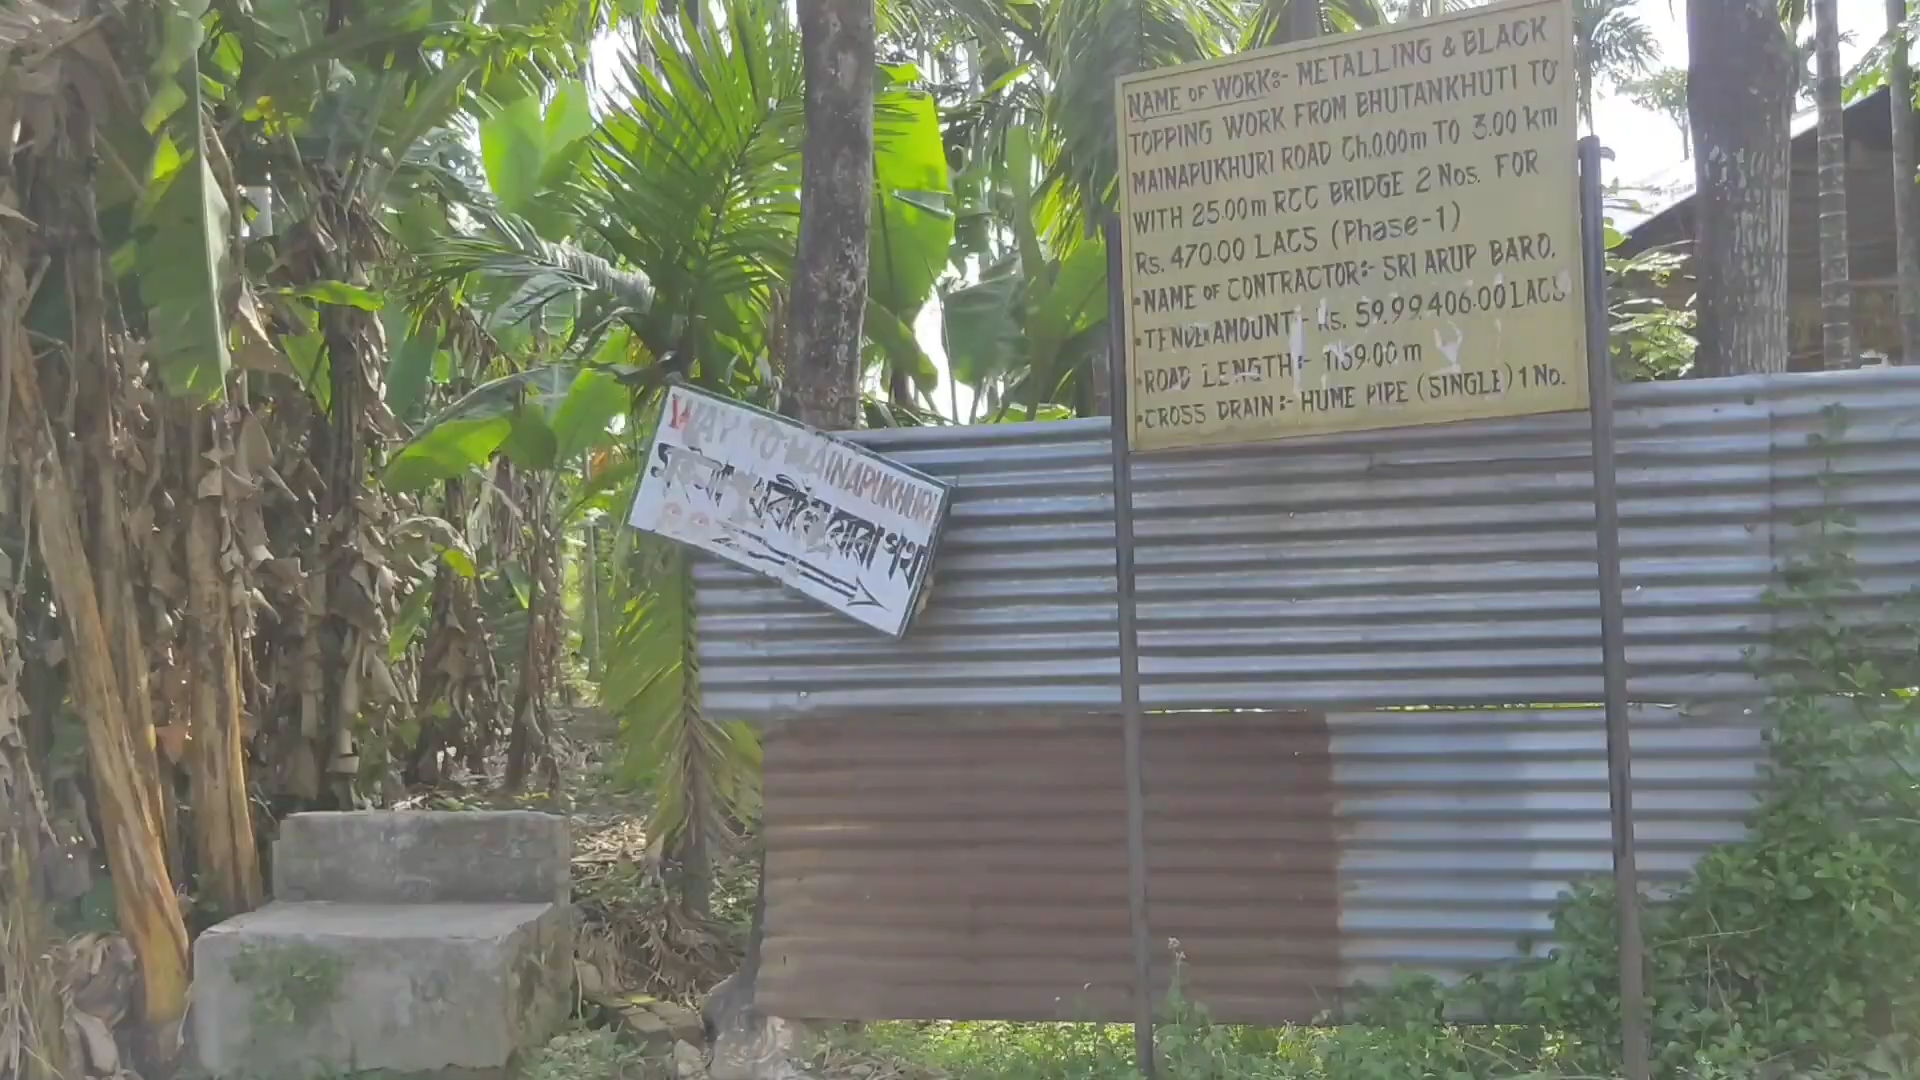 NAME OF WORK:- METALLING & BLACK
TOPPING WORK FROM BHUTANKHUTI TO
MAINAPUKHURI ROAD Ch.0.00m TO 3.00 km
WITH 25.00m RCC BRIDGE 2 Nos. FOR
Rs. 470.00 LACS (Phase-1)
•NAME OF CONTRACTOR:- SRI ARUP BARO.
AMOUNT:- Rs. 59.99.406.00 LACS
•ROAD LENGTH:- 1159.00 m
•CROSS DRAIN:- HUME PIPE (SINGLE) 1 No.
WAY TO MAINAPUKHURI
যোৱা পথ